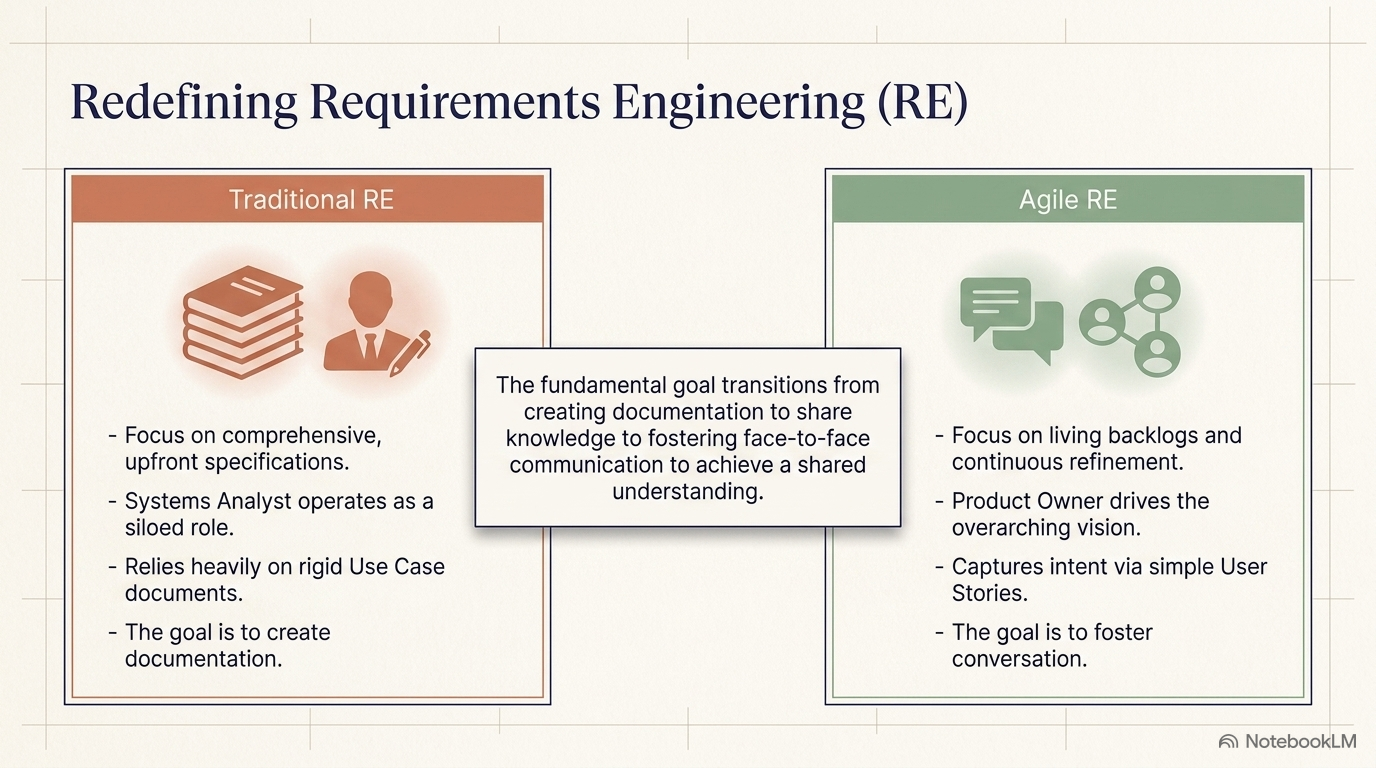 Redefining Requirements Engineering (RE)
Traditional RE
- Focus on comprehensive,
upfront specifications.
- Systems Analyst operates as a
siloed role.
- Relies heavily on rigid Use Case
documents.
- The goal is to create
documentation.
The fundamental goal transitions from
creating documentation to share
knowledge to fostering face-to-face
communication to achieve a shared
understanding.
Agile RE
- Focus on living backlogs and
continuous refinement.
- Product Owner drives the
overarching vision.
- Captures intent via simple User
Stories.
- The goal is to foster
conversation.
NotebookLM